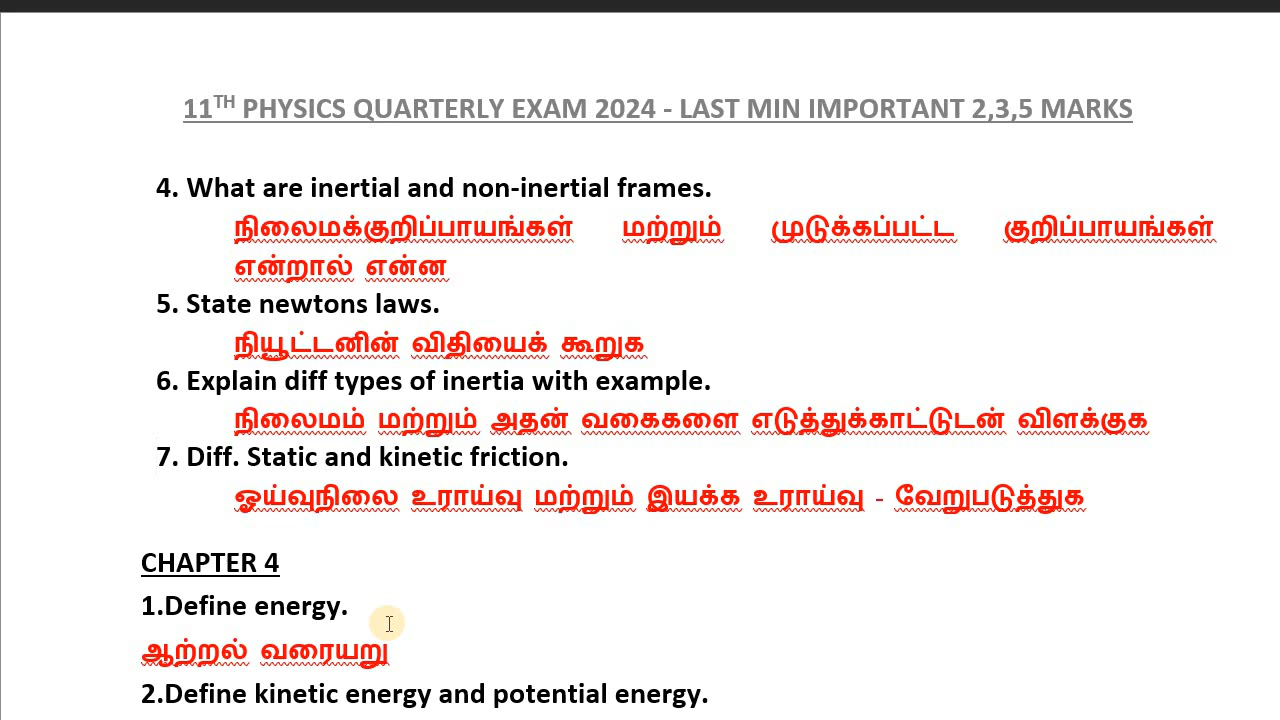 11TH PHYSICS QUARTERLY EXAM 2024 - LAST MIN IMPORTANT 2,3,5 MARKS
4. What are inertial and non-inertial frames.
நிலைமக்குறிப்பாயங்கள் மற்றும் முடுக்கப்பட்ட குறிப்பாயங்கள்
என்றால் என்ன
5. State newtons laws.
நியூட்டனின் விதியைக் கூறுக
6. Explain diff types of inertia with example.
நிலைமம் மற்றும் அதன் வகைகளை எடுத்துக்காட்டுடன் விளக்குக
7. Diff. Static and kinetic friction.
ஓய்வுநிலை உராய்வு மற்றும் இயக்க உராய்வு - வேறுபடுத்துக
CHAPTER 4
1.Define energy.
ஆற்றல் வரையறு
2.Define kinetic energy and potential energy.